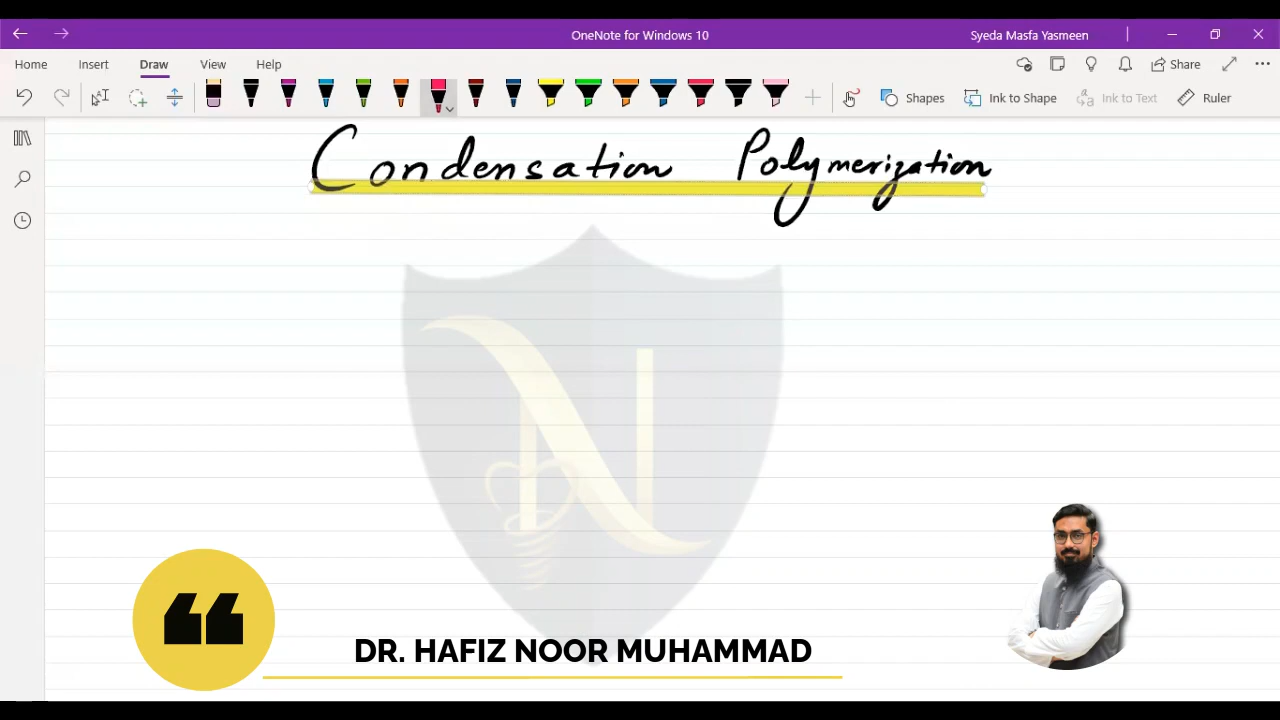 OneNote for Windows 10
Syeda Masfa Yasmeen
Home Insert Draw View Help
Share
Shapes Ink to Shape Ink to Text Ruler
Condensation Polymerization
N
DR. HAFIZ NOOR MUHAMMAD